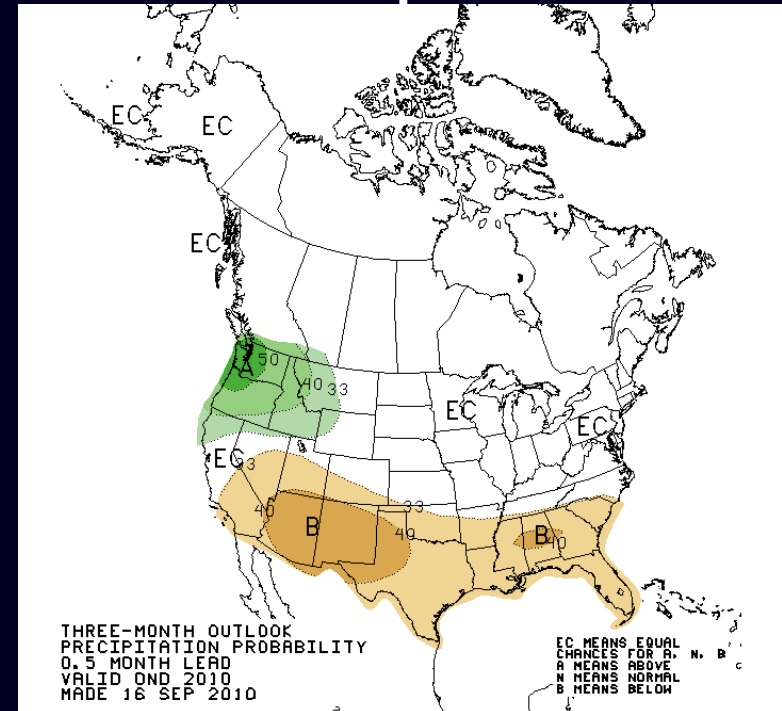 EC
EC
EC
50
A
40
33
EC
EC
EC
33
33
40
40
B
B
40
THREE-MONTH OUTLOOK
PRECIPITATION PROBABILITY
0.5 MONTH LEAD
VALID OND 2010
MADE 16 SEP 2010
EC MEANS EQUAL
CHANCES FOR A, N, B
A MEANS ABOVE
N MEANS NORMAL
B MEANS BELOW